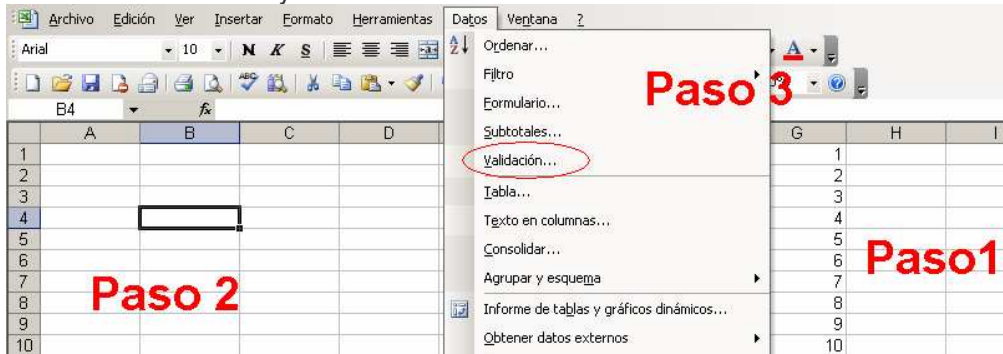 Archivo Edición Ver Insertar Formato Herramientas Datos Ventana ?
Arial 10 N K S A
B4 fx
Ordenar...
Filtro
Formulario...
Subtotales...
Validación...
Tabla...
Texto en columnas...
Consolidar...
Agrupar y esquema
Informe de tablas y gráficos dinámicos...
Obtener datos externos
Paso 3
A B C D G H I
1 1
2 2
3 3
4 4
5 5
6 6
7 7
8 8
9 9
10 10
Paso 2
Paso1